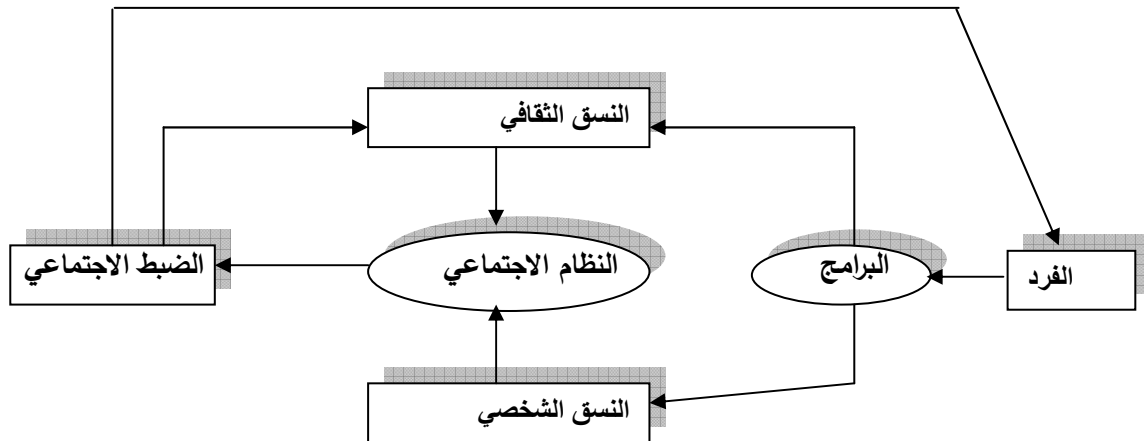 النسق الثقافي
الفرد
البرامج
النظام الاجتماعي
الضبط الاجتماعي
النسق الشخصي